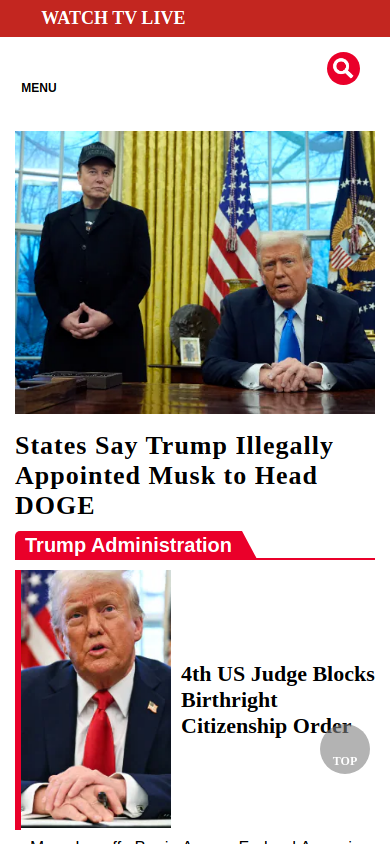 WATCH TV LIVE
MENU
States Say Trump Illegally
Appointed Musk to Head
DOGE
Trump Administration
4th US Judge Blocks
Birthright
Citizenship Order
TOP